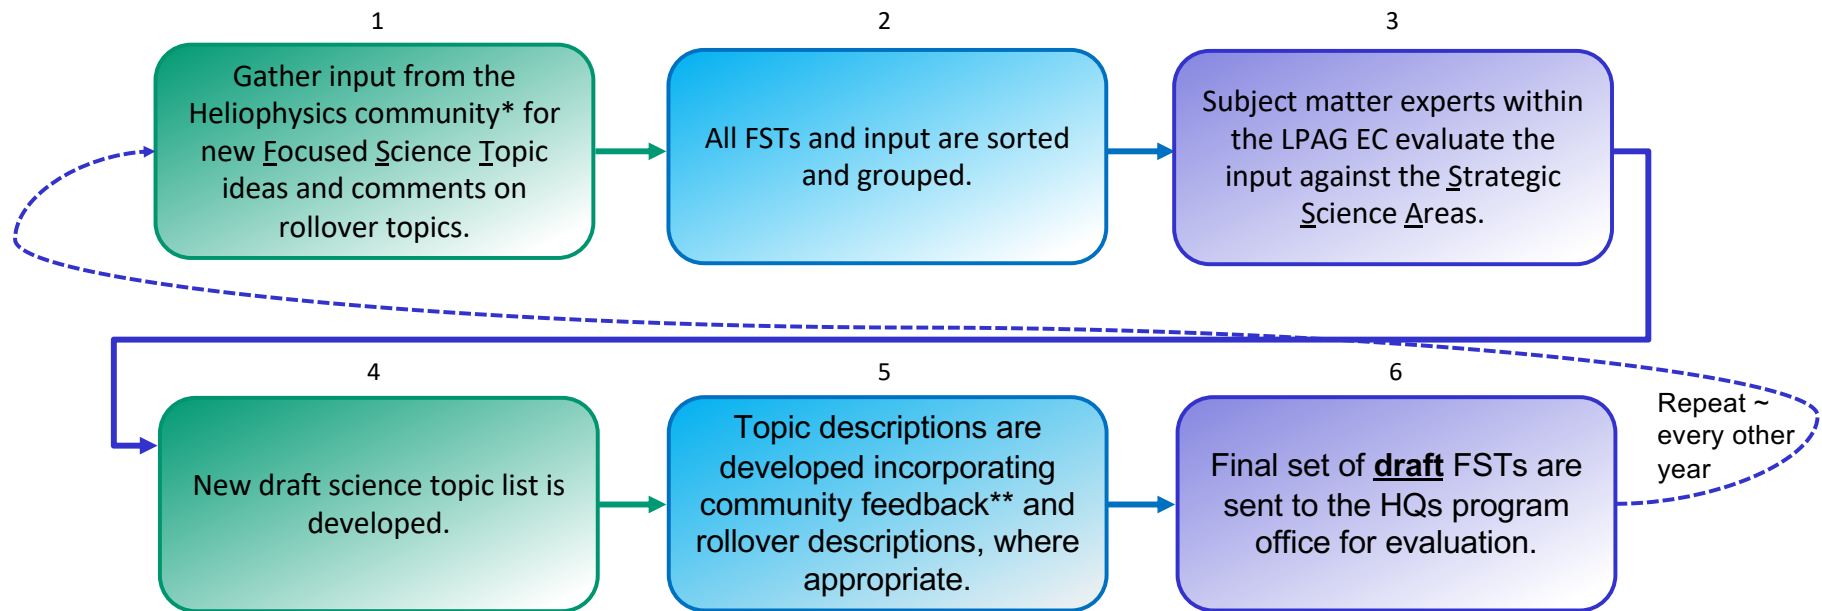 1
Gather input from the
Heliophysics community* for
new Focused Science Topic
ideas and comments on
rollover topics.
2
All FSTs and input are sorted
and grouped.
3
Subject matter experts within
the LPAG EC evaluate the
input against the Strategic
Science Areas.
4
New draft science topic list is
developed.
5
Topic descriptions are
developed incorporating
community feedback** and
rollover descriptions, where
appropriate.
6
Final set of draft FSTs are
sent to the HQs program
office for evaluation.
Repeat ~
every other
year